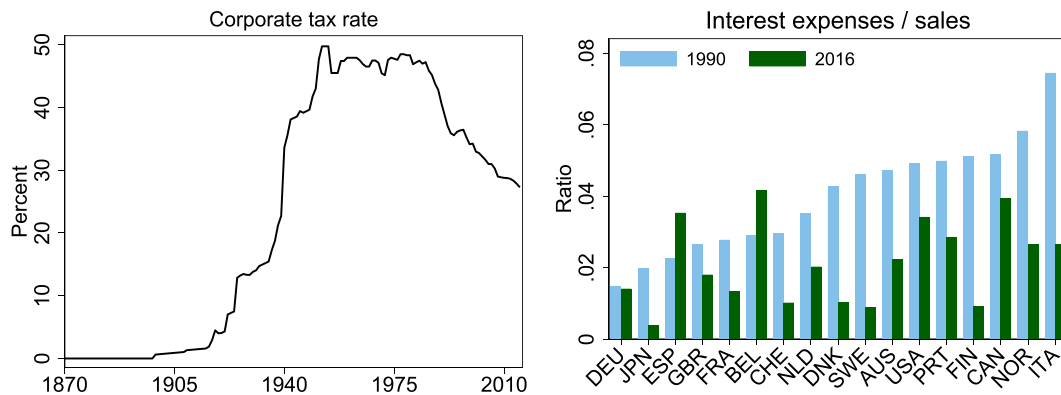 Corporate tax rate
Percent
50
40
30
20
10
0
1870 1905 1940 1975 2010
Interest expenses / sales
1990 2016
Ratio
.08
.06
.04
.02
0
DEU JPN ESP GBR FRA BEL CHE NLD DNK SWE AUS USA PRT FIN CAN NOR ITA